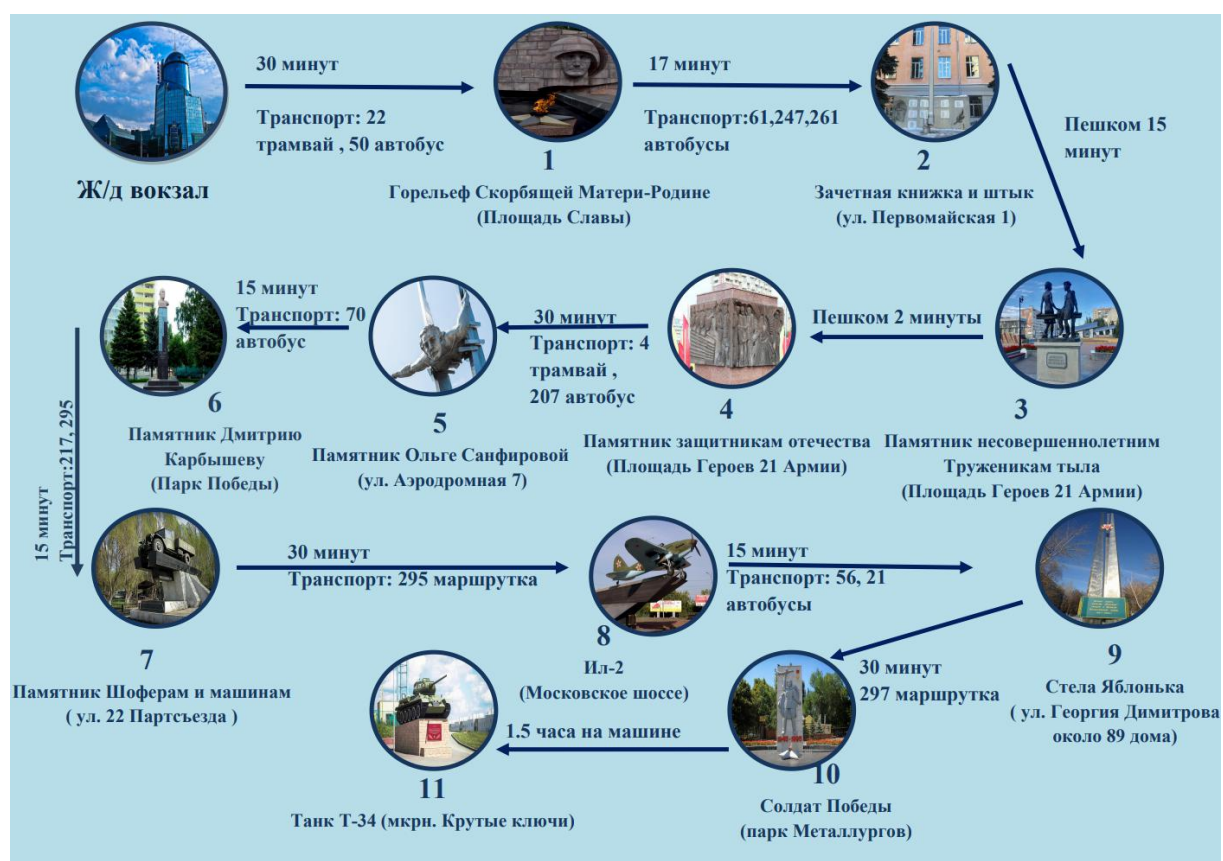 Ж/д вокзал
30 минут
Транспорт: 22
трамвай , 50 автобус
1
Горельеф Скорбящей Матери-Родине
(Площадь Славы)
17 минут
Транспорт:61,247,261
автобусы
2
Зачетная книжка и штык
(ул. Первомайская 1)
Пешком 15
минут
3
Памятник несовершеннолетним
Труженикам тыла
(Площадь Героев 21 Армии)
Пешком 2 минуты
4
Памятник защитникам отечества
(Площадь Героев 21 Армии)
30 минут
Транспорт: 4
трамвай ,
207 автобус
5
Памятник Ольге Санфировой
(ул. Аэродромная 7)
15 минут
Транспорт: 70
автобус
6
Памятник Дмитрию
Карбышеву
(Парк Победы)
15 минут
Транспорт:217, 295
7
Памятник Шоферам и машинам
( ул. 22 Партсъезда )
30 минут
Транспорт: 295 маршрутка
8
Ил-2
(Московское шоссе)
15 минут
Транспорт: 56, 21
автобусы
9
Стела Яблонька
( ул. Георгия Димитрова
около 89 дома)
30 минут
297 маршрутка
10
Солдат Победы
(парк Металлургов)
1.5 часа на машине
11
Танк Т-34 (мкрн. Крутые ключи)